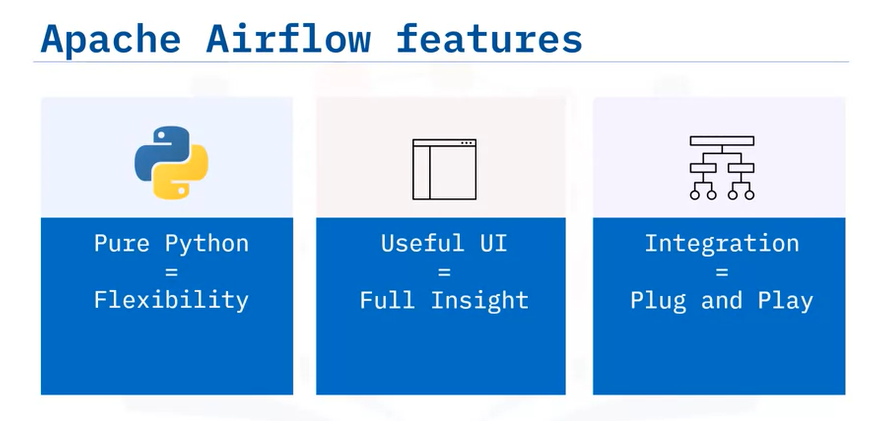 Apache Airflow features
Pure Python
=
Flexibility
Useful UI
=
Full Insight
Integration
=
Plug and Play